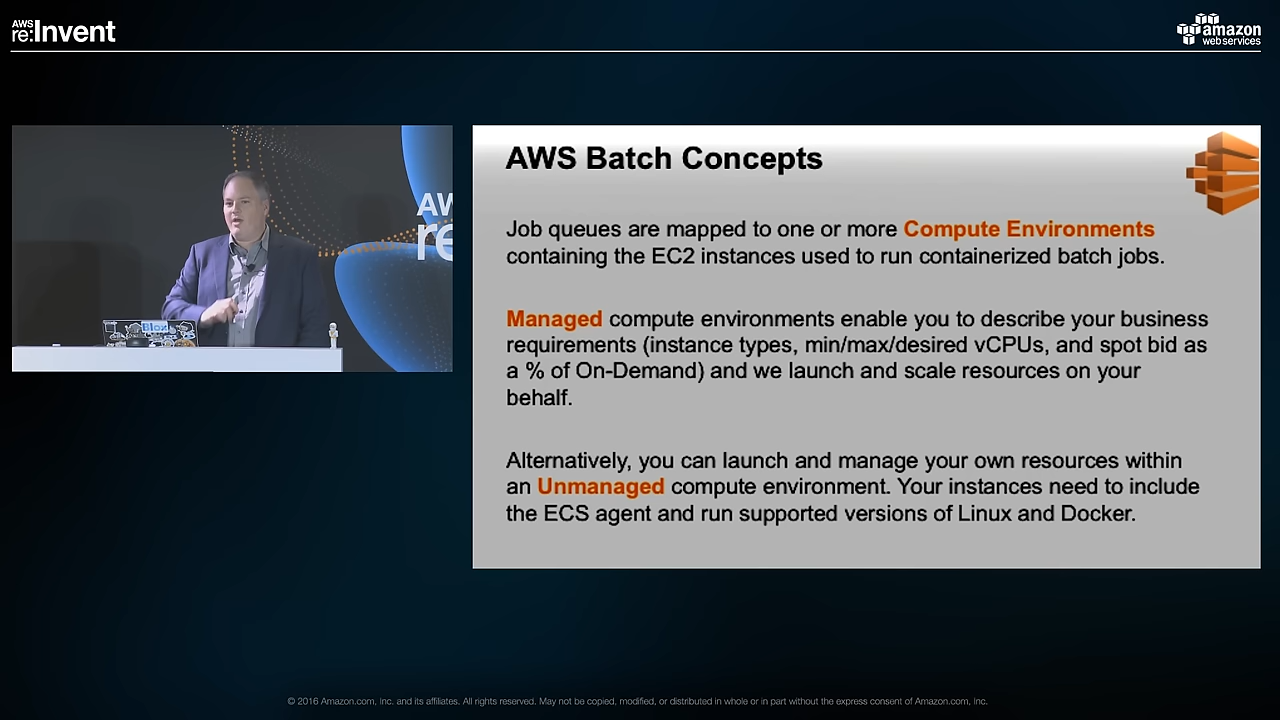 AWS
re:Invent
amazon
web services
AW
re
Blox
AWS Batch Concepts
Job queues are mapped to one or more Compute Environments
containing the EC2 instances used to run containerized batch jobs.
Managed compute environments enable you to describe your business
requirements (instance types, min/max/desired vCPUs, and spot bid as
a % of On-Demand) and we launch and scale resources on your
behalf.
Alternatively, you can launch and manage your own resources within
an Unmanaged compute environment. Your instances need to include
the ECS agent and run supported versions of Linux and Docker.
© 2016 Amazon.com, Inc. and its affiliates. All rights reserved. May not be copied, modified, or distributed in whole or in part without the express consent of Amazon.com, Inc.